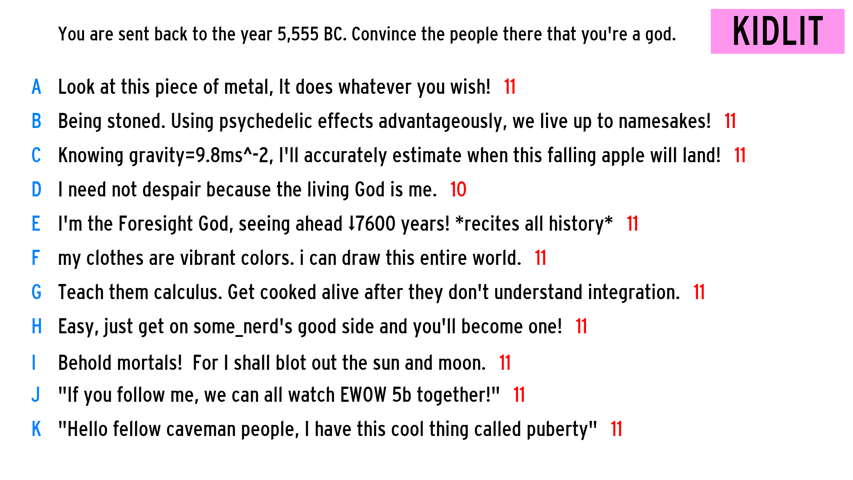 You are sent back to the year 5,555 BC. Convince the people there that you're a god.
KIDLIT
A Look at this piece of metal, It does whatever you wish! 11
B Being stoned. Using psychedelic effects advantageously, we live up to namesakes! 11
C Knowing gravity=9.8ms^-2, I'll accurately estimate when this falling apple will land! 11
D I need not despair because the living God is me. 10
E I'm the Foresight God, seeing ahead ⇂7600 years! *recites all history* 11
F my clothes are vibrant colors. i can draw this entire world. 11
G Teach them calculus. Get cooked alive after they don't understand integration. 11
H Easy, just get on some_nerd's good side and you'll become one! 11
I Behold mortals!  For I shall blot out the sun and moon. 11
J "If you follow me, we can all watch EWOW 5b together!" 11
K "Hello fellow caveman people, I have this cool thing called puberty" 11